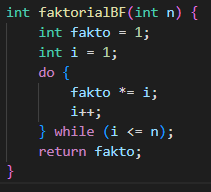 int faktorialBF(int n) {
    int fakto = 1;
    int i = 1;
    do {
        fakto *= i;
        i++;
    } while (i <= n);
    return fakto;
}